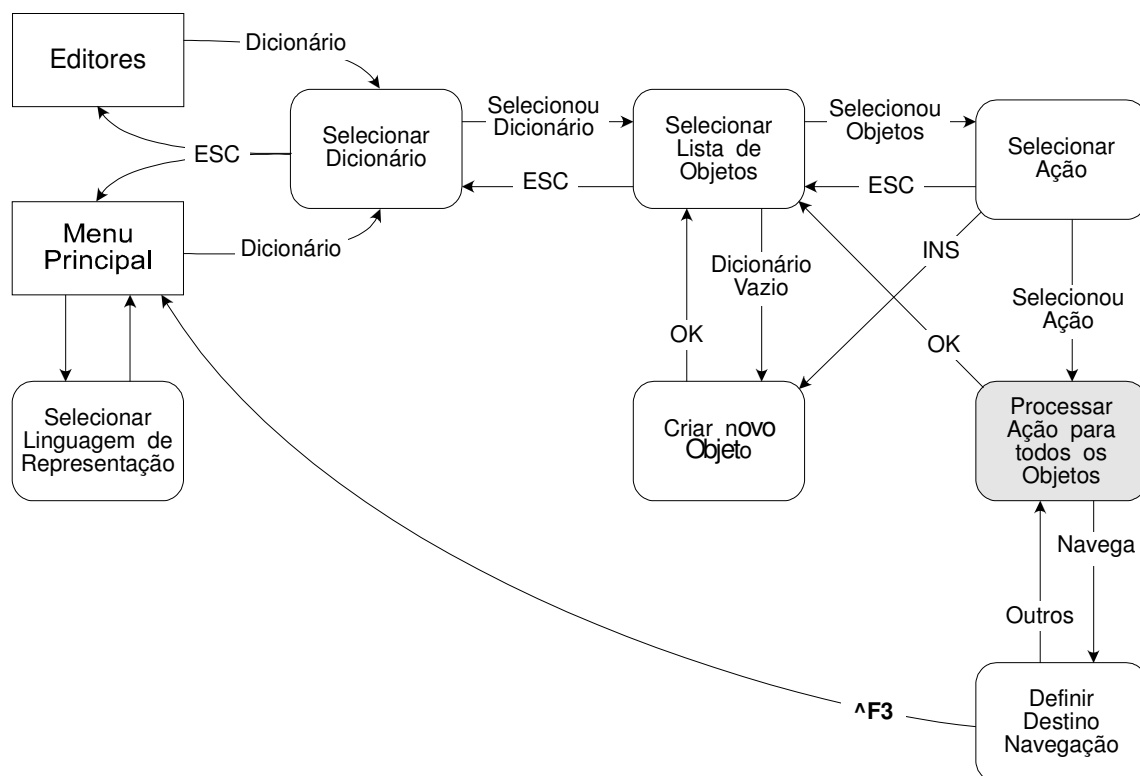 Editores
Dicionário
Selecionar
Dicionário
Selecionou
Dicionário
Selecionar
Lista de
Objetos
Selecionou
Objetos
Selecionar
Ação
ESC
ESC
ESC
Menu
Principal
Dicionário
Dicionário
Vazio
INS
Selecionou
Ação
OK
OK
Selecionar
Linguagem de
Representação
Criar novo
Objeto
Processar
Ação para
todos os
Objetos
Navega
Outros
^F3
Definir
Destino
Navegação